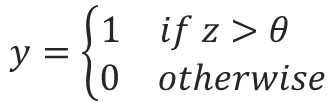 y = { 1 if z > θ
0 otherwise